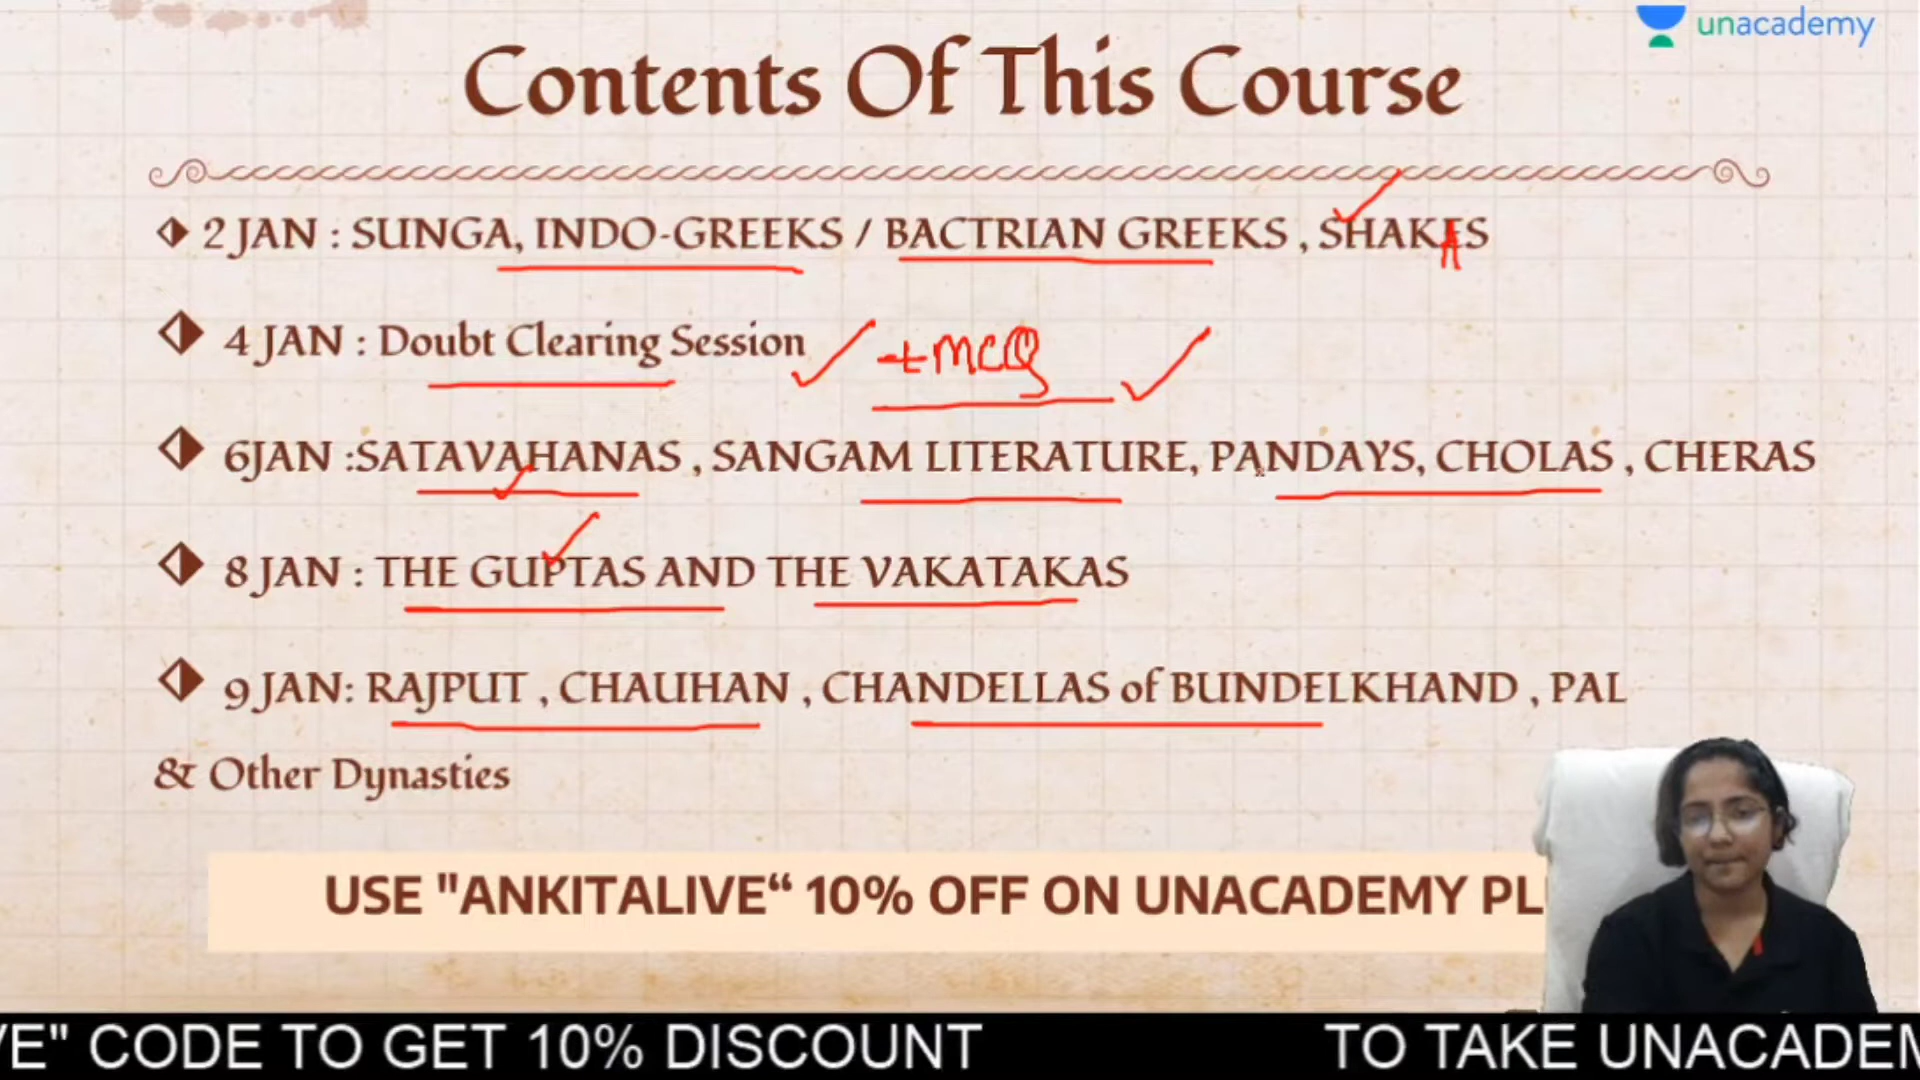 unacademy
Contents Of This Course
2 JAN : SUNGA, INDO-GREEKS / BACTRIAN GREEKS , SHAKAS
4 JAN : Doubt Clearing Session +MCQ
6JAN :SATAVAHANAS , SANGAM LITERATURE, PANDAYS, CHOLAS , CHERAS
8 JAN : THE GUPTAS AND THE VAKATAKAS
9 JAN: RAJPUT , CHAUHAN , CHANDELLAS of BUNDELKHAND , PAL
& Other Dynasties
USE "ANKITALIVE“ 10% OFF ON UNACADEMY PL
VE" CODE TO GET 10% DISCOUNT TO TAKE UNACADEM